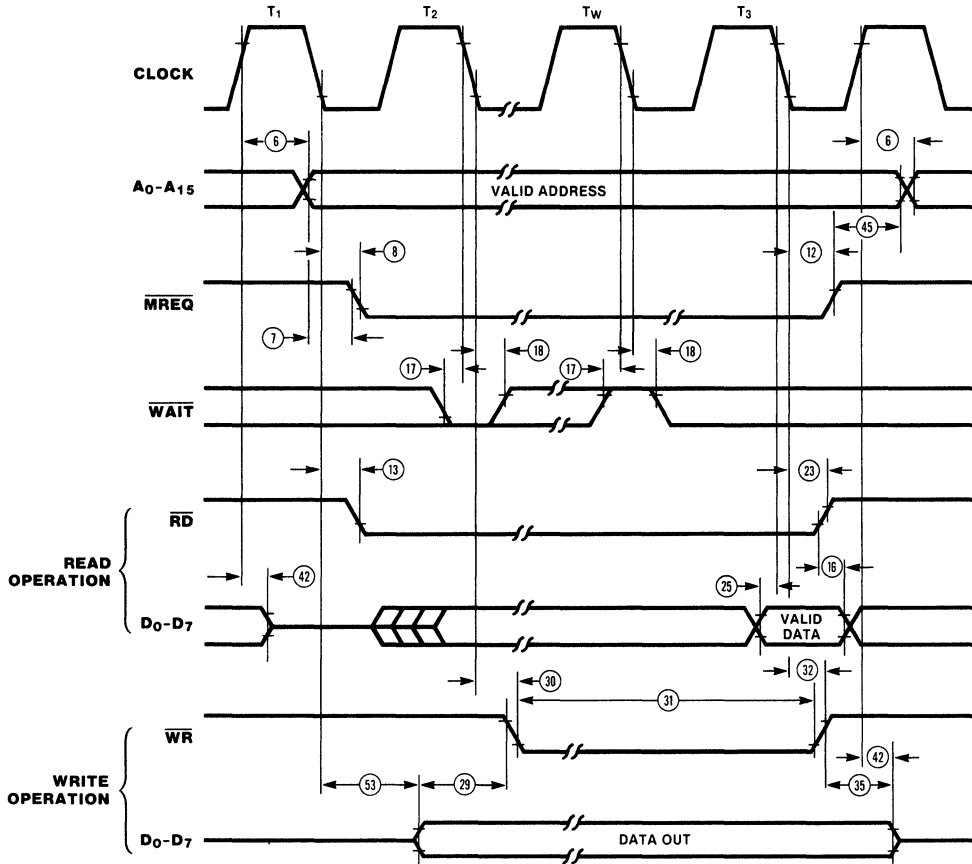 T1 T2 TW T3
CLOCK
6 6
A0-A15 VALID ADDRESS
45
8 12
MREQ
7
18 18
17 17
WAIT
13 23
RD
READ OPERATION
42 25 16
D0-D7 VALID DATA
32
30
31
WR
42
WRITE OPERATION
53 29 35
D0-D7 DATA OUT